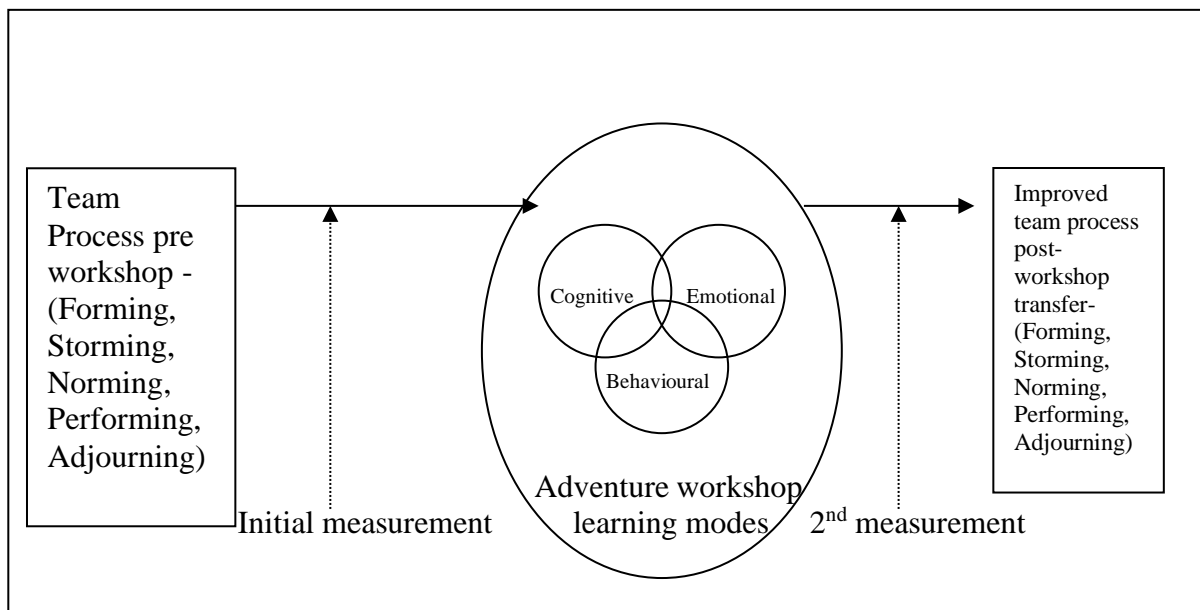 Team
Process pre
workshop -
(Forming,
Storming,
Norming,
Performing,
Adjourning)
Initial measurement
Cognitive
Emotional
Behavioural
Adventure workshop
learning modes
2nd measurement
Improved
team process
post-
workshop
transfer-
(Forming,
Storming,
Norming,
Performing,
Adjourning)